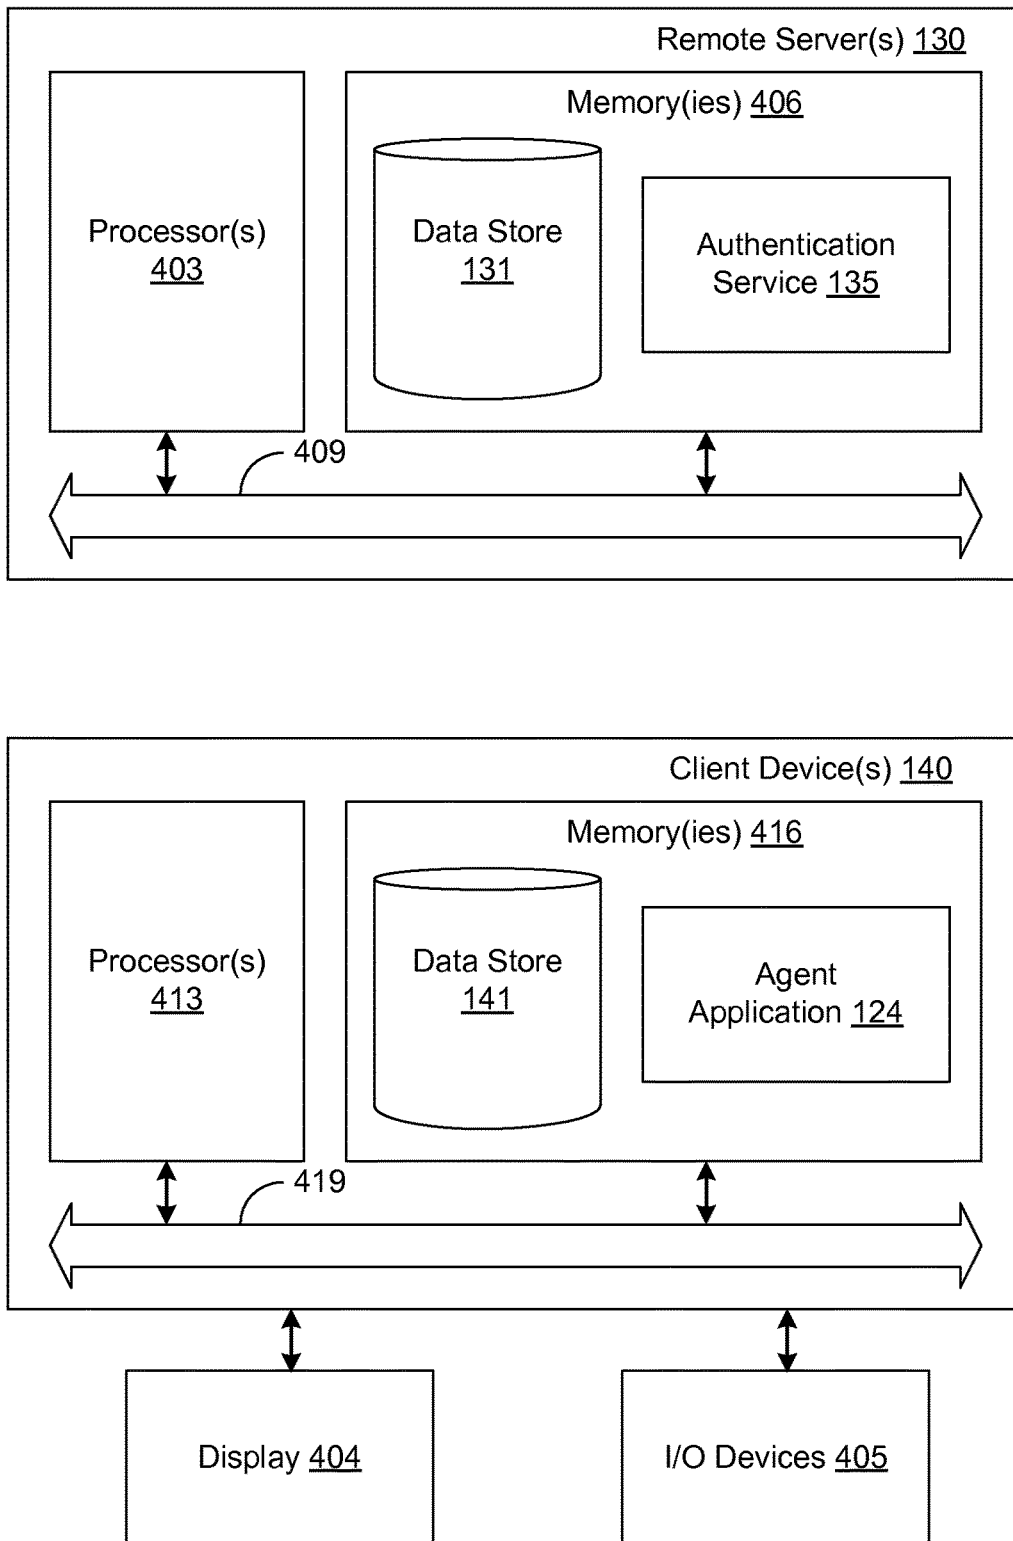 Remote Server(s) 130
Memory(ies) 406
Processor(s)
403
Data Store
131
Authentication
Service 135
409
Client Device(s) 140
Memory(ies) 416
Processor(s)
413
Data Store
141
Agent
Application 124
419
Display 404
I/O Devices 405